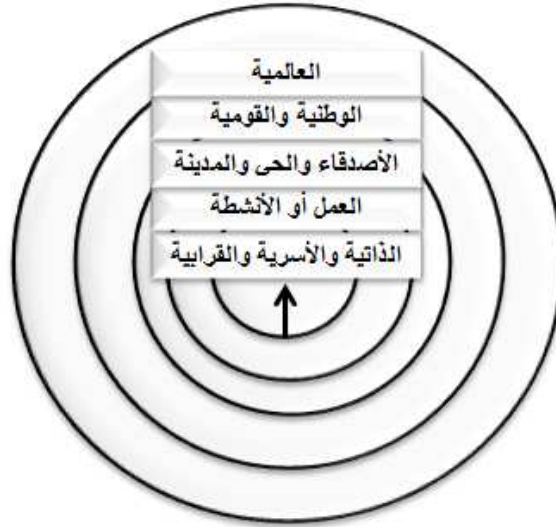 العالمية
الوطنية والقومية
الأصدقاء والحى والمدينة
العمل أو الأنشطة
الذاتية والأسرية والقرابية